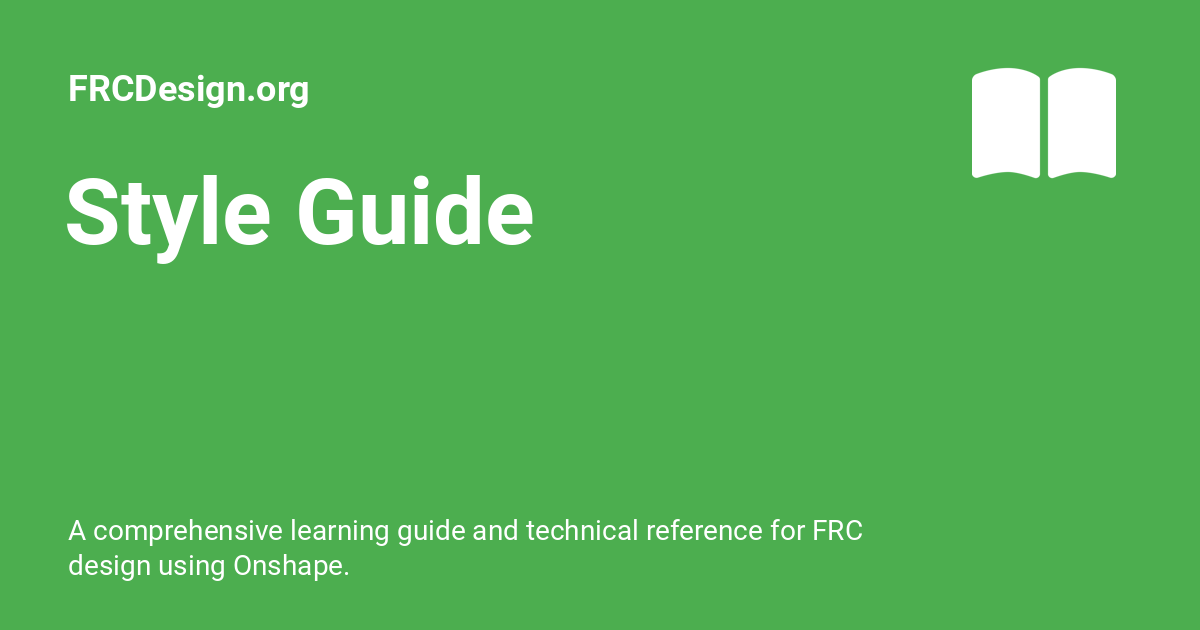 FRCDesign.org
Style Guide
A comprehensive learning guide and technical reference for FRC
design using Onshape.